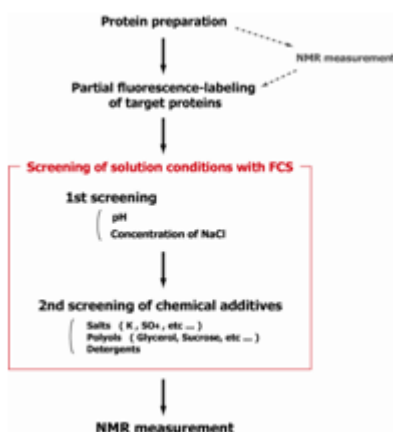 Protein preparation
NMR measurement
Partial fluorescence-labeling
of target proteins
Screening of solution conditions with FCS
1st screening
pH
Concentration of NaCl
2nd screening of chemical additives
Salts ( K , SO4 , etc ... )
Polyols ( Glycerol, Sucrose, etc ... )
Detergents
NMR measurement